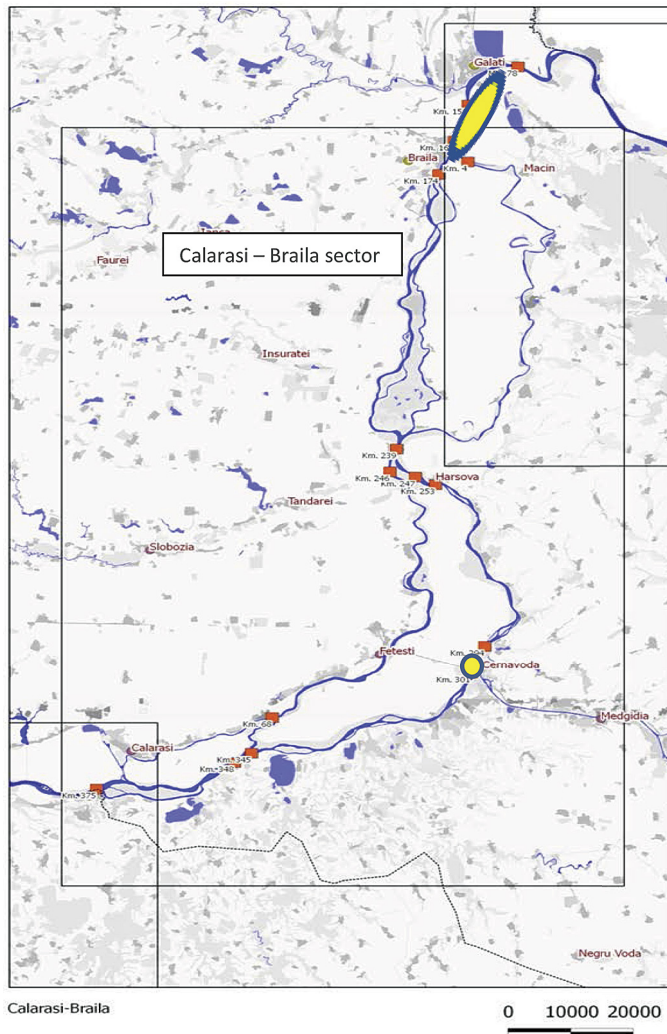 Galati
78
Km. 15
Km. 16
Braila
Km. 4
Macin
Km. 174
Calarasi – Braila sector
Faurei
Insuratei
Km. 239
Km. 246
Km. 247
Harsova
Km. 253
Tandarei
Slobozia
Fetesti
Cernavoda
Km. 301
Medgidia
Km. 68
Calarasi
Km. 345
Km. 348
Km. 375
Negru Voda
Calarasi-Braila
0 10000 20000